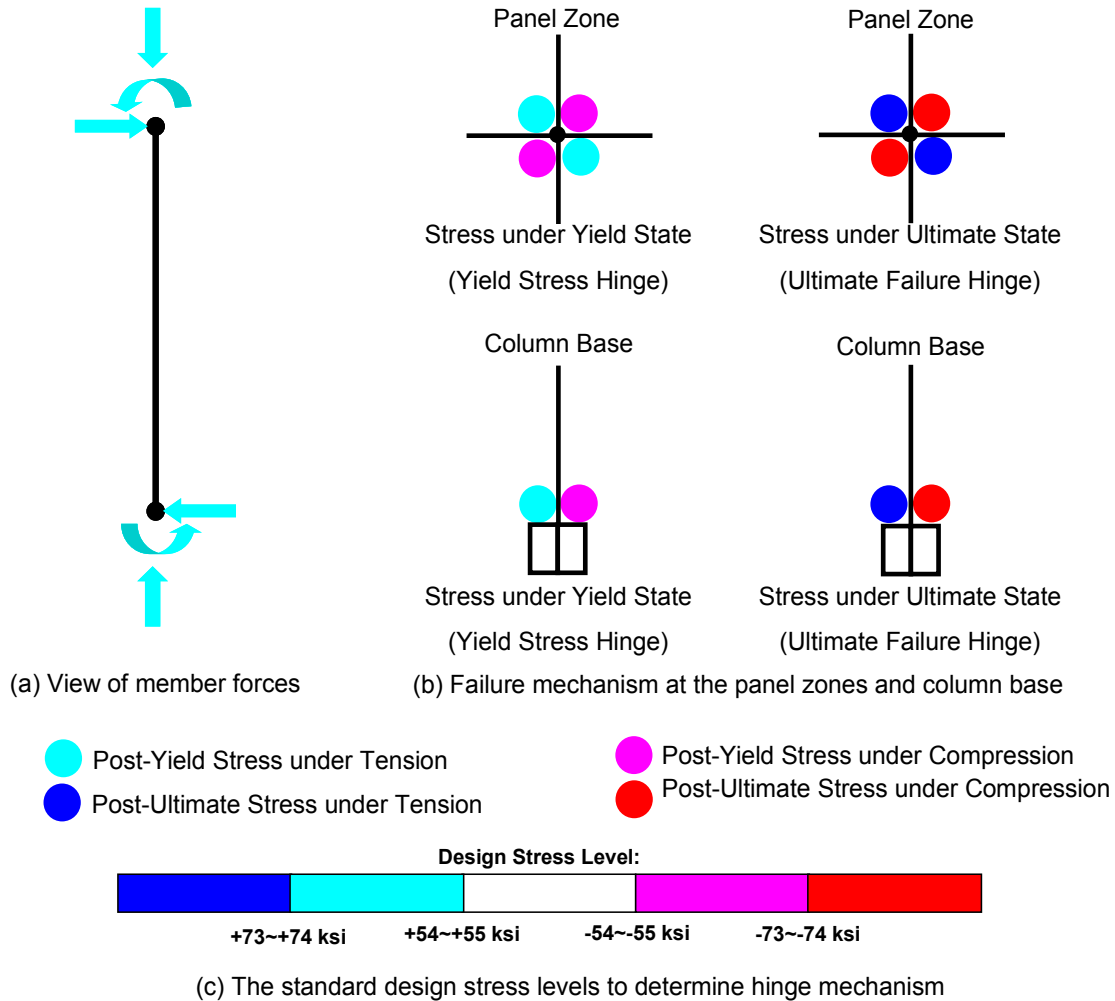 Panel Zone
Panel Zone
Stress under Yield State
(Yield Stress Hinge)
Stress under Ultimate State
(Ultimate Failure Hinge)
Column Base
Column Base
Stress under Yield State
(Yield Stress Hinge)
Stress under Ultimate State
(Ultimate Failure Hinge)
(a) View of member forces
(b) Failure mechanism at the panel zones and column base
Post-Yield Stress under Tension
Post-Yield Stress under Compression
Post-Ultimate Stress under Tension
Post-Ultimate Stress under Compression
Design Stress Level:
+73~+74 ksi
+54~+55 ksi
-54~-55 ksi
-73~-74 ksi
(c) The standard design stress levels to determine hinge mechanism